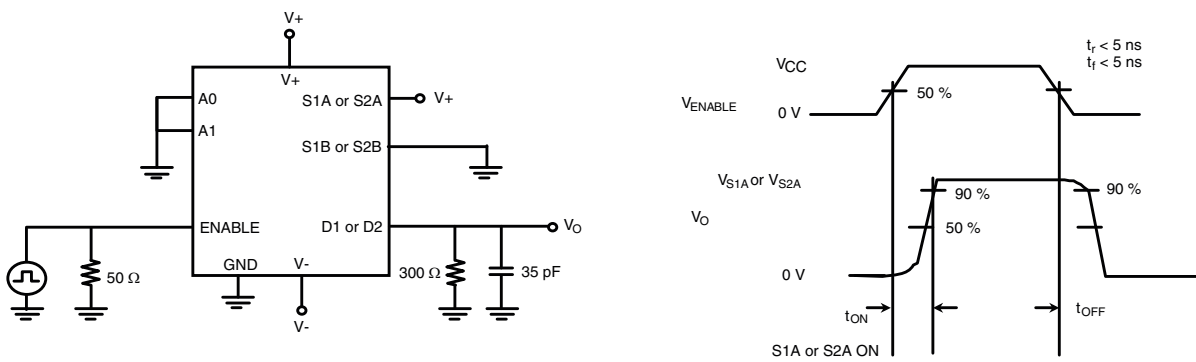 V+
V+
A0
A1
S1A or S2A
V+
S1B or S2B
ENABLE
D1 or D2
VO
50 Ω
GND
V-
V-
300 Ω
35 pF
tr < 5 ns
tf < 5 ns
VCC
VENABLE
50 %
0 V
VS1A or VS2A
90 %
90 %
VO
50 %
0 V
tON
tOFF
S1A or S2A ON